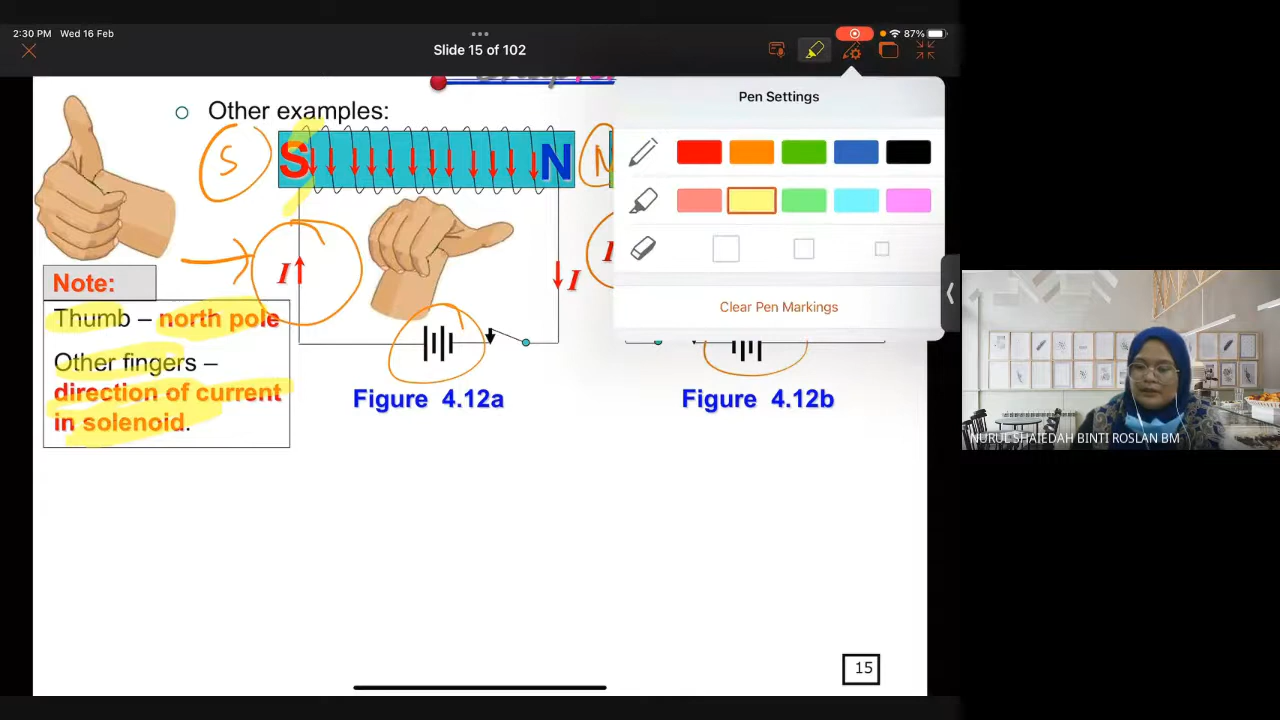 2:30 PM Wed 16 Feb
87%
Slide 15 of 102
Pen Settings
Clear Pen Markings
Other examples:
S
S
N
N
I
I
I
Note:
Thumb – north pole
Other fingers –
direction of current
in solenoid.
Figure 4.12a
Figure 4.12b
15
NURUL SHAIEDAH BINTI ROSLAN BM